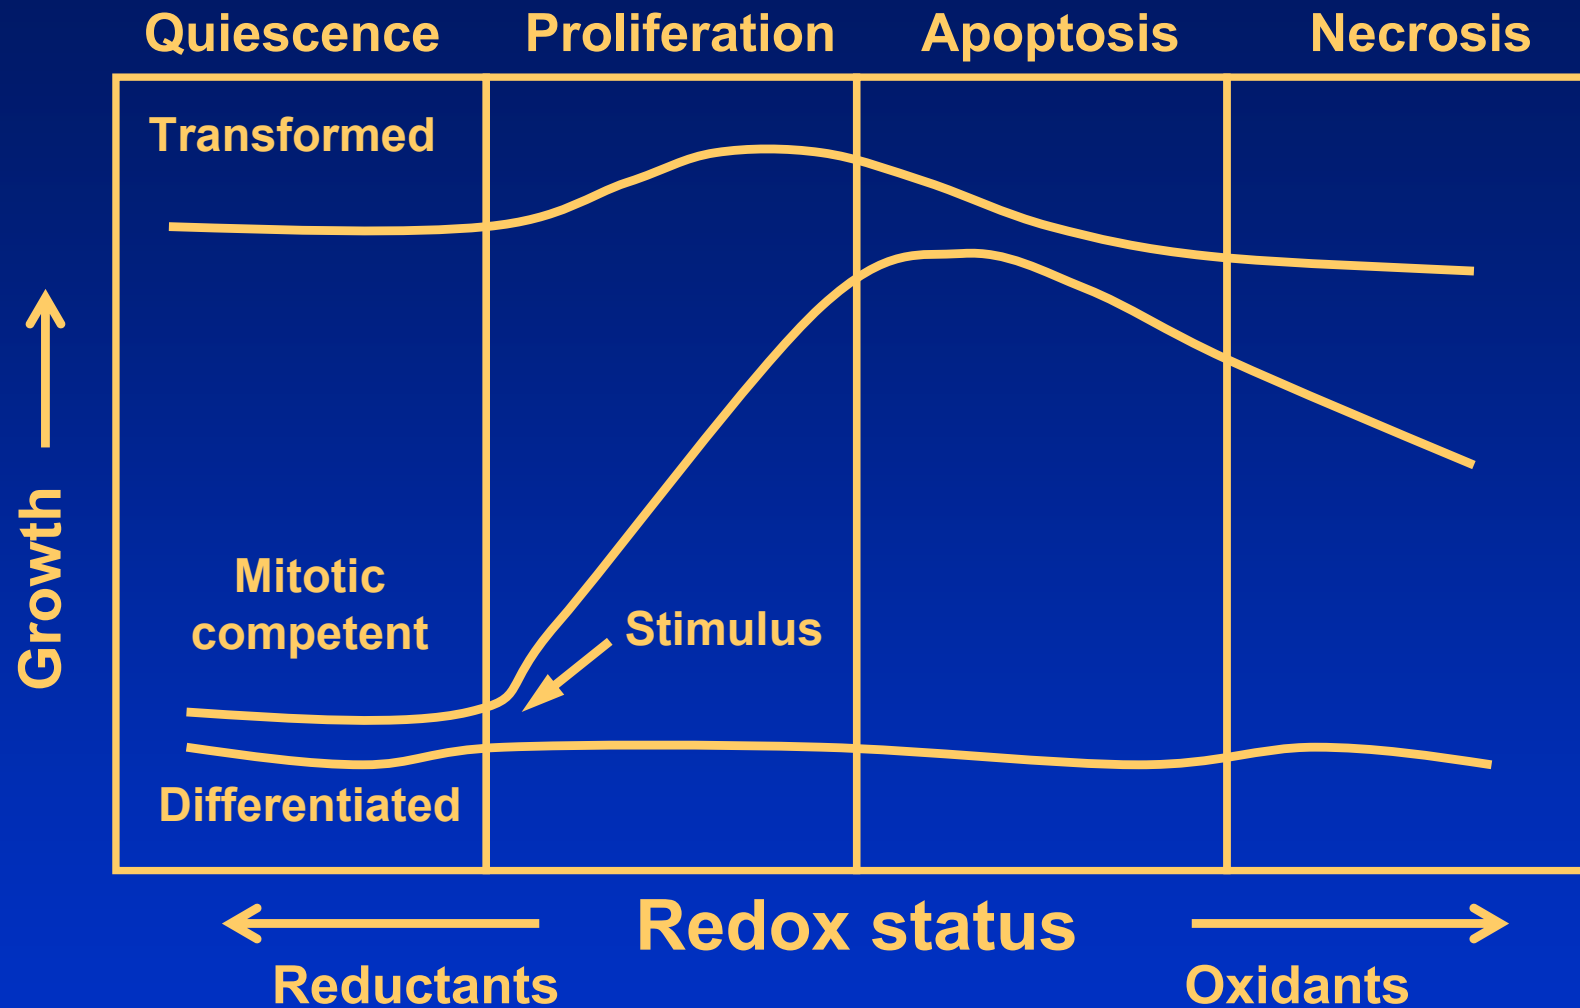 Quiescence Proliferation Apoptosis Necrosis
Transformed
Growth
Mitotic
competent
Stimulus
Differentiated
Redox status
Reductants Oxidants